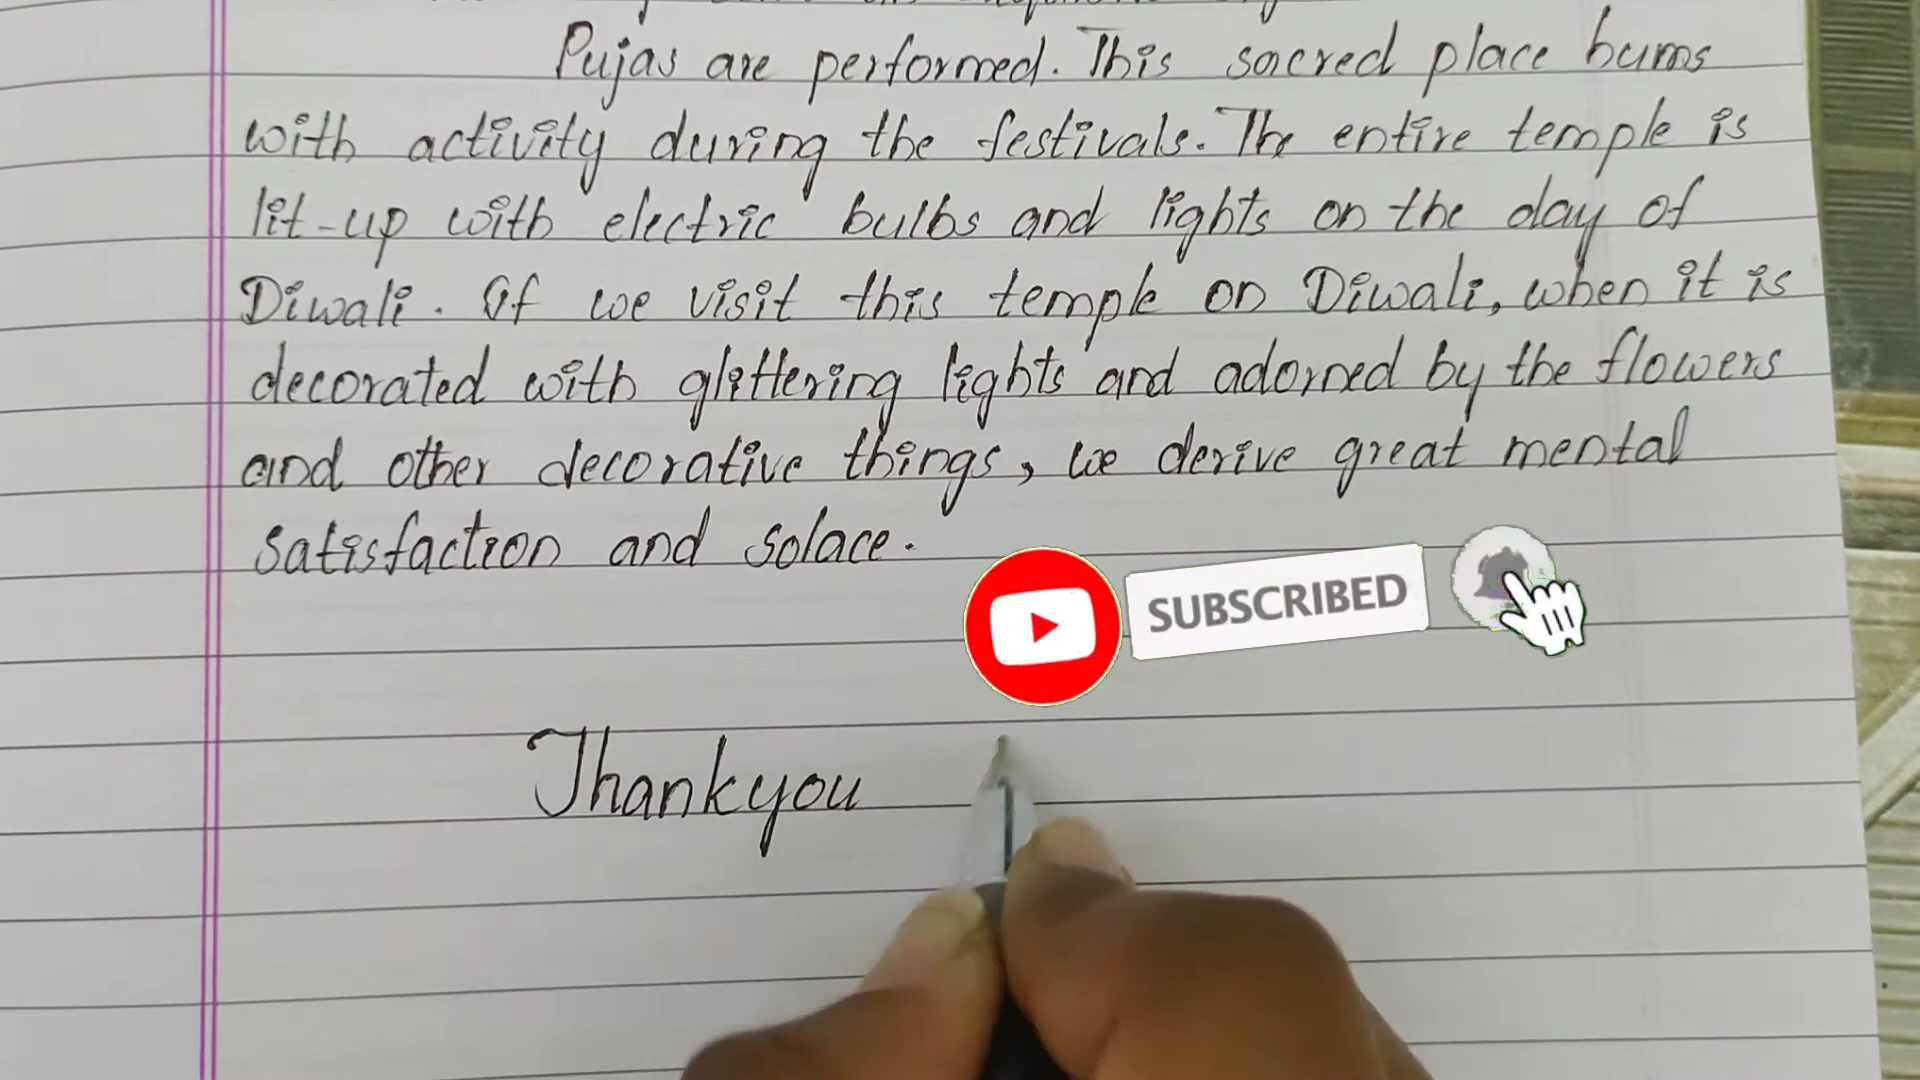 Pujas are performed. This sacred place hums
with activity during the festivals. The entire temple is
lit-up with electric bulbs and lights on the day of
Diwali. If we visit this temple on Diwali, when it is
decorated with glittering lights and adorned by the flowers
and other decorative things, we derive great mental
satisfaction and solace.
SUBSCRIBED
Thankyou